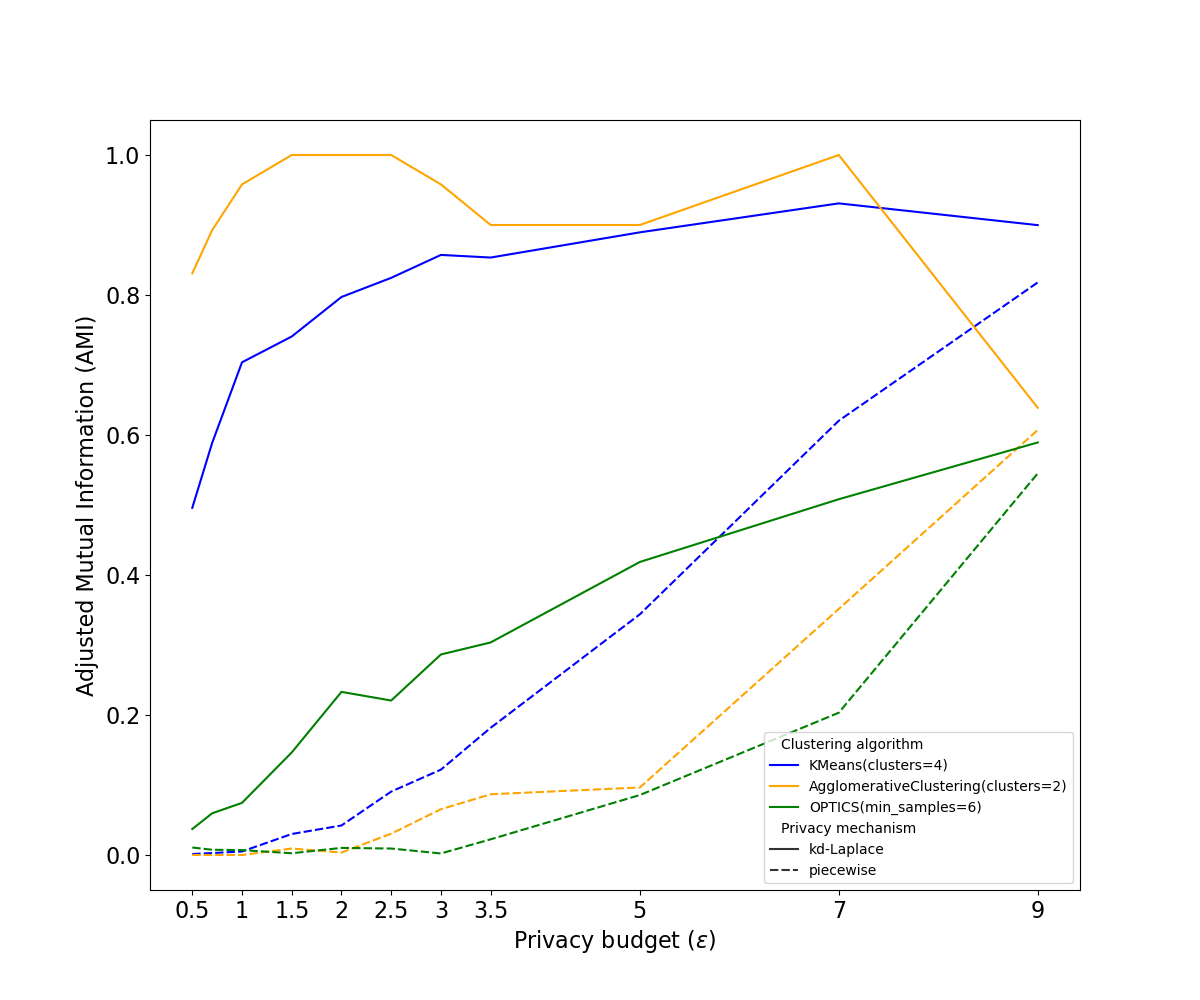 1.0
0.8
0.6
0.4
0.2
0.0
Adjusted Mutual Information (AMI)
0.5 1 1.5 2 2.5 3 3.5 5 7 9
Privacy budget (ε)
Clustering algorithm
KMeans(clusters=4)
AgglomerativeClustering(clusters=2)
OPTICS(min_samples=6)
Privacy mechanism
kd-Laplace
piecewise